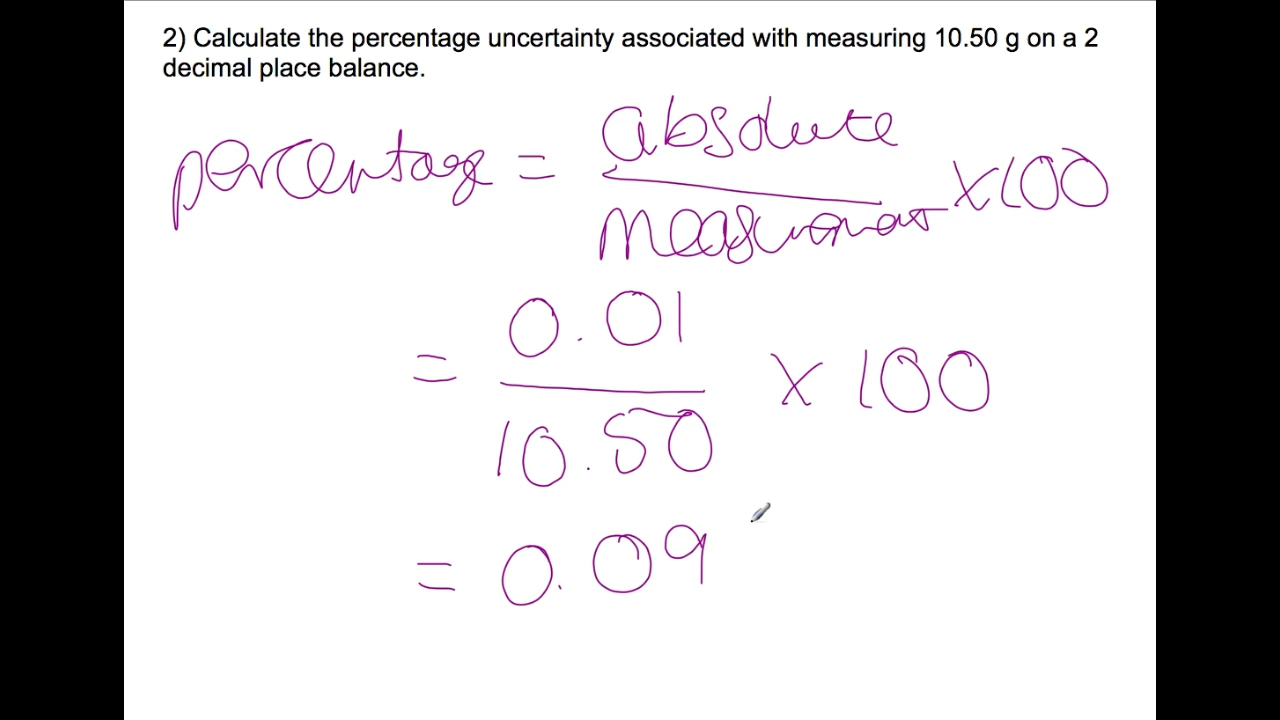 2) Calculate the percentage uncertainty associated with measuring 10.50 g on a 2
decimal place balance.
percentage = absolute / measurement × 100
= 0.01 / 10.50 × 100
= 0.09